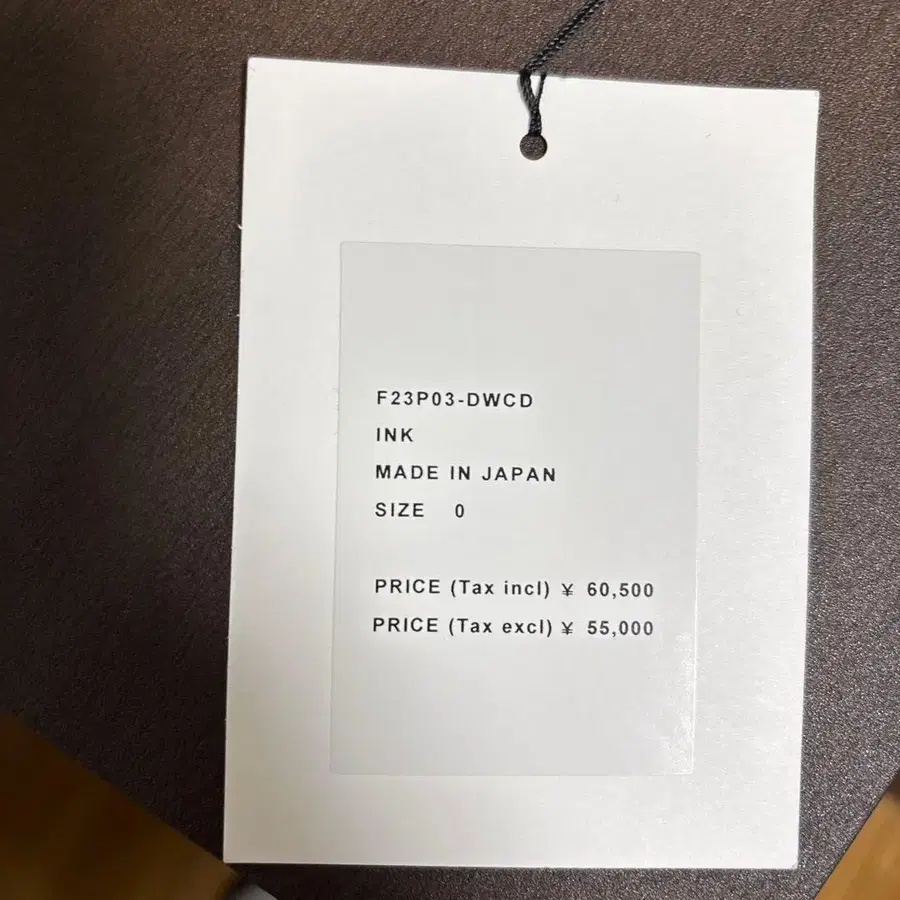 F23P03-DWCD
INK
MADE IN JAPAN
SIZE 0
PRICE (Tax incl) ¥ 60,500
PRICE (Tax excl) ¥ 55,000